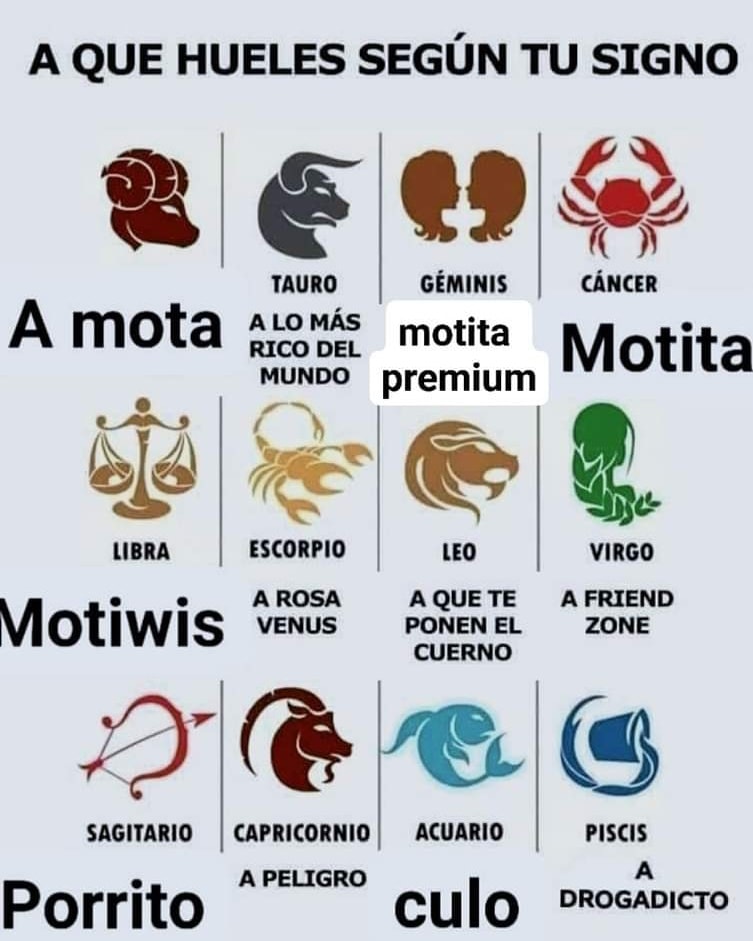 A QUE HUELES SEGÚN TU SIGNO
TAURO
GÉMINIS
CÁNCER
A mota
A LO MÁS
RICO DEL
MUNDO
motita
premium
Motita
LIBRA
ESCORPIO
LEO
VIRGO
Motiwis
A ROSA
VENUS
A QUE TE
PONEN EL
CUERNO
A FRIEND
ZONE
SAGITARIO
CAPRICORNIO
ACUARIO
PISCIS
Porrito
A PELIGRO
culo
A
DROGADICTO